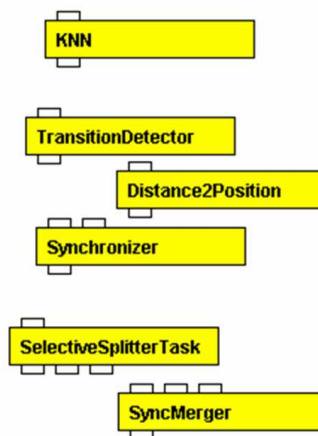 KNN
TransitionDetector
Distance2Position
Synchronizer
SelectiveSplitterTask
SyncMerger